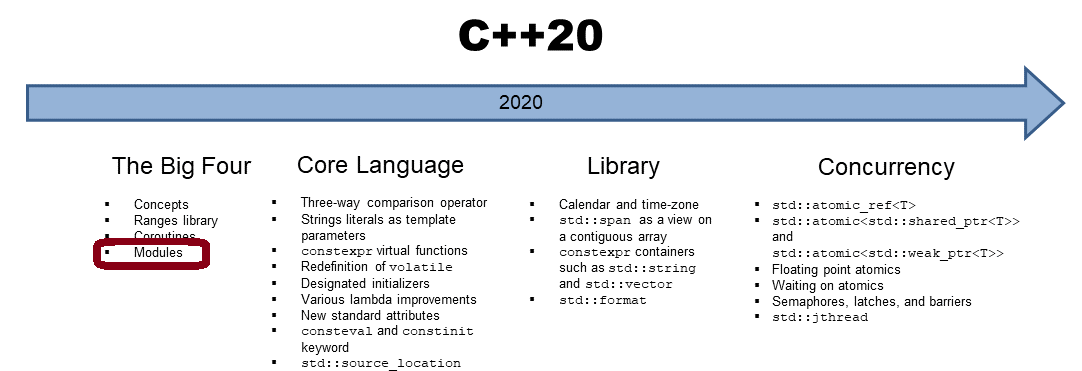 C++20
2020
The Big Four
Concepts
Ranges library
Coroutines
Modules
Core Language
Three-way comparison operator
Strings literals as template
parameters
constexpr virtual functions
Redefinition of volatile
Designated initializers
Various lambda improvements
New standard attributes
consteval and constinit
keyword
std::source_location
Library
Calendar and time-zone
std::span as a view on
a contiguous array
constexpr containers
such as std::string
and std::vector
std::format
Concurrency
std::atomic_ref<T>
std::atomic<std::shared_ptr<T>>
and
std::atomic<std::weak_ptr<T>>
Floating point atomics
Waiting on atomics
Semaphores, latches, and barriers
std::jthread